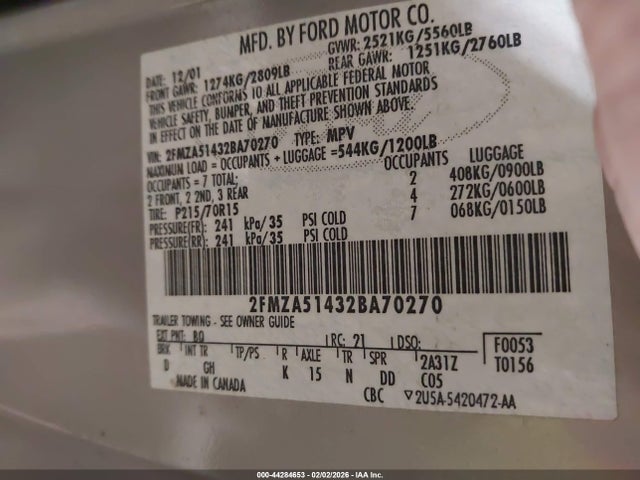 MFD. BY FORD MOTOR CO.
DATE: 12/01 GVWR: 2521KG/5560LB
FRONT GAWR: 1274KG/2809LB REAR GAWR: 1251KG/2760LB
THIS VEHICLE CONFORMS TO ALL APPLICABLE FEDERAL MOTOR
VEHICLE SAFETY, BUMPER, AND THEFT PREVENTION STANDARDS
IN EFFECT ON THE DATE OF MANUFACTURE SHOWN ABOVE.
VIN: 2FMZA51432BA70270 TYPE: MPV
MAXIMUM LOAD = OCCUPANTS + LUGGAGE =544KG/1200LB
OCCUPANTS = 7 TOTAL; OCCUPANTS LUGGAGE
2 FRONT, 2 2ND, 3 REAR 2 408KG/0900LB
4 272KG/0600LB
TIRE: P215/70R15 7 068KG/0150LB
PRESSURE(FR): 241 kPa/35 PSI COLD
PRESSURE(RR): 241 kPa/35 PSI COLD
2FMZA51432BA70270
TRAILER TOWING - SEE OWNER GUIDE
EXT PNT: BQ RC: 21 DSO: F0053
BRK INT TR TP/PS R AXLE TR SPR 2A31Z T0156
D GH K 15 N DD C05
MADE IN CANADA CBC ▽2U5A-5420472-AA
000-44284653 - 02/02/2026 - IAA Inc.